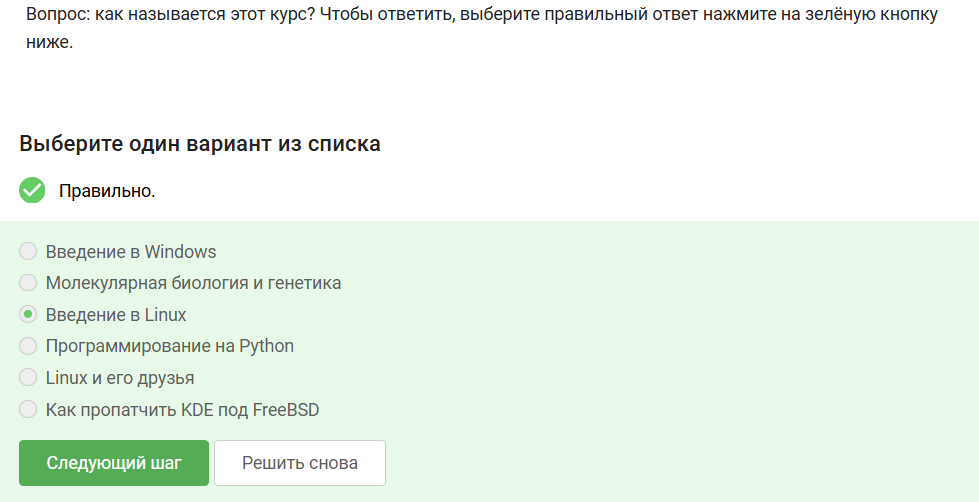 Вопрос: как называется этот курс? Чтобы ответить, выберите правильный ответ нажмите на зелёную кнопку
ниже.
Выберите один вариант из списка
Правильно.
Введение в Windows
Молекулярная биология и генетика
Введение в Linux
Программирование на Python
Linux и его друзья
Как пропатчить KDE под FreeBSD
Следующий шаг
Решить снова